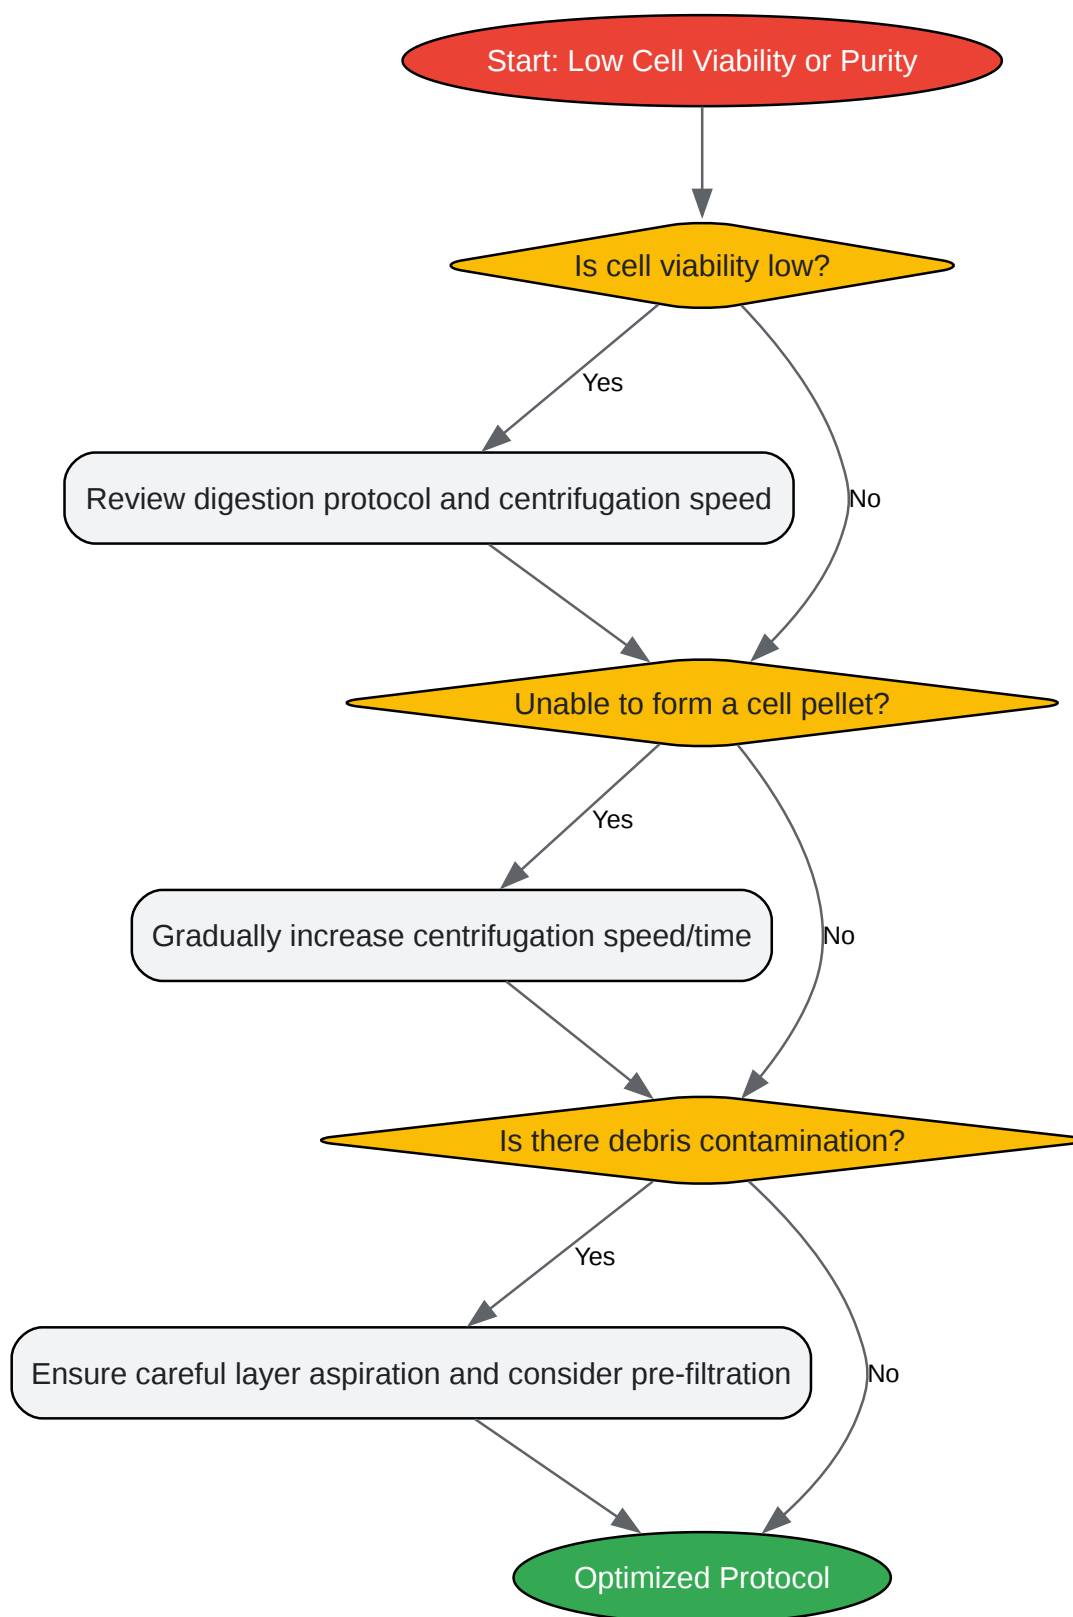 Start: Low Cell Viability or Purity
Is cell viability low?
Yes
Review digestion protocol and centrifugation speed
No
Unable to form a cell pellet?
Yes
Gradually increase centrifugation speed/time
No
Is there debris contamination?
Yes
Ensure careful layer aspiration and consider pre-filtration
No
Optimized Protocol